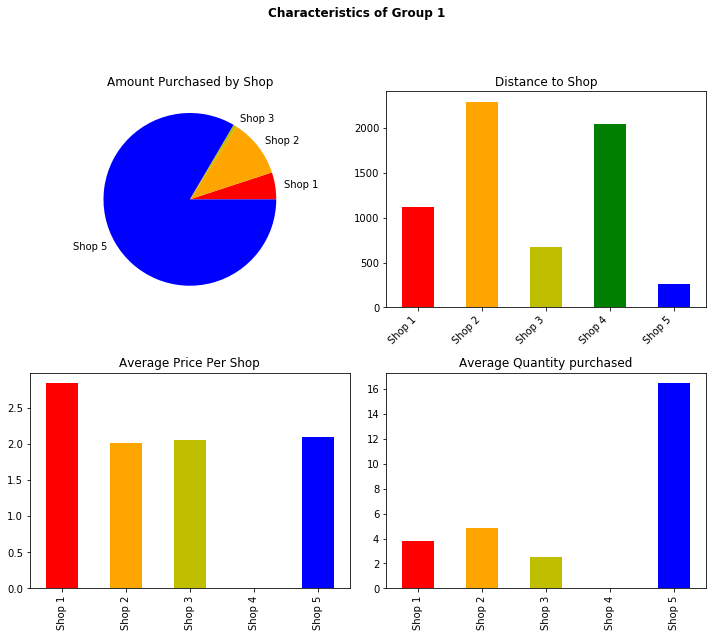 Characteristics of Group 1
Amount Purchased by Shop
Shop 3
Shop 2
Shop 1
Shop 5
Distance to Shop
2000
1500
1000
500
0
Shop 1
Shop 2
Shop 3
Shop 4
Shop 5
Average Price Per Shop
2.5
2.0
1.5
1.0
0.5
0.0
Shop 1
Shop 2
Shop 3
Shop 4
Shop 5
Average Quantity purchased
16
14
12
10
8
6
4
2
0
Shop 1
Shop 2
Shop 3
Shop 4
Shop 5